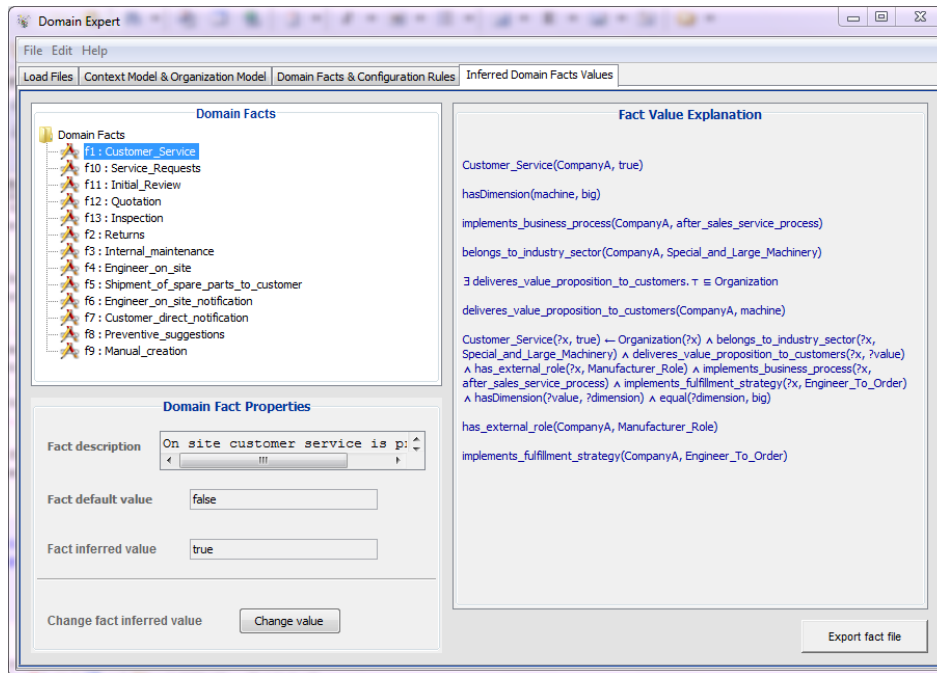 Domain Expert
File Edit Help
Load Files
Context Model & Organization Model
Domain Facts & Configuration Rules
Inferred Domain Facts Values
Domain Facts
Domain Facts
f1 : Customer_Service
f10 : Service_Requests
f11 : Initial_Review
f12 : Quotation
f13 : Inspection
f2 : Returns
f3 : Internal_maintenance
f4 : Engineer_on_site
f5 : Shipment_of_spare_parts_to_customer
f6 : Engineer_on_site_notification
f7 : Customer_direct_notification
f8 : Preventive_suggestions
f9 : Manual_creation
Domain Fact Properties
Fact description
On site customer service is
Fact default value
false
Fact inferred value
true
Change fact inferred value
Change value
Fact Value Explanation
Customer_Service(CompanyA, true)
hasDimension(machine, big)
implements_business_process(CompanyA, after_sales_service_process)
belongs_to_industry_sector(CompanyA, Special_and_Large_Machinery)
∃ deliveres_value_proposition_to_customers. ⊤ ⊑ Organization
deliveres_value_proposition_to_customers(CompanyA, machine)
Customer_Service(?x, true) ← Organization(?x) ∧ belongs_to_industry_sector(?x,
Special_and_Large_Machinery) ∧ deliveres_value_proposition_to_customers(?x, ?value)
∧ has_external_role(?x, Manufacturer_Role) ∧ implements_business_process(?x,
after_sales_service_process) ∧ implements_fulfillment_strategy(?x, Engineer_To_Order)
∧ hasDimension(?value, ?dimension) ∧ equal(?dimension, big)
has_external_role(CompanyA, Manufacturer_Role)
implements_fulfillment_strategy(CompanyA, Engineer_To_Order)
Export fact file